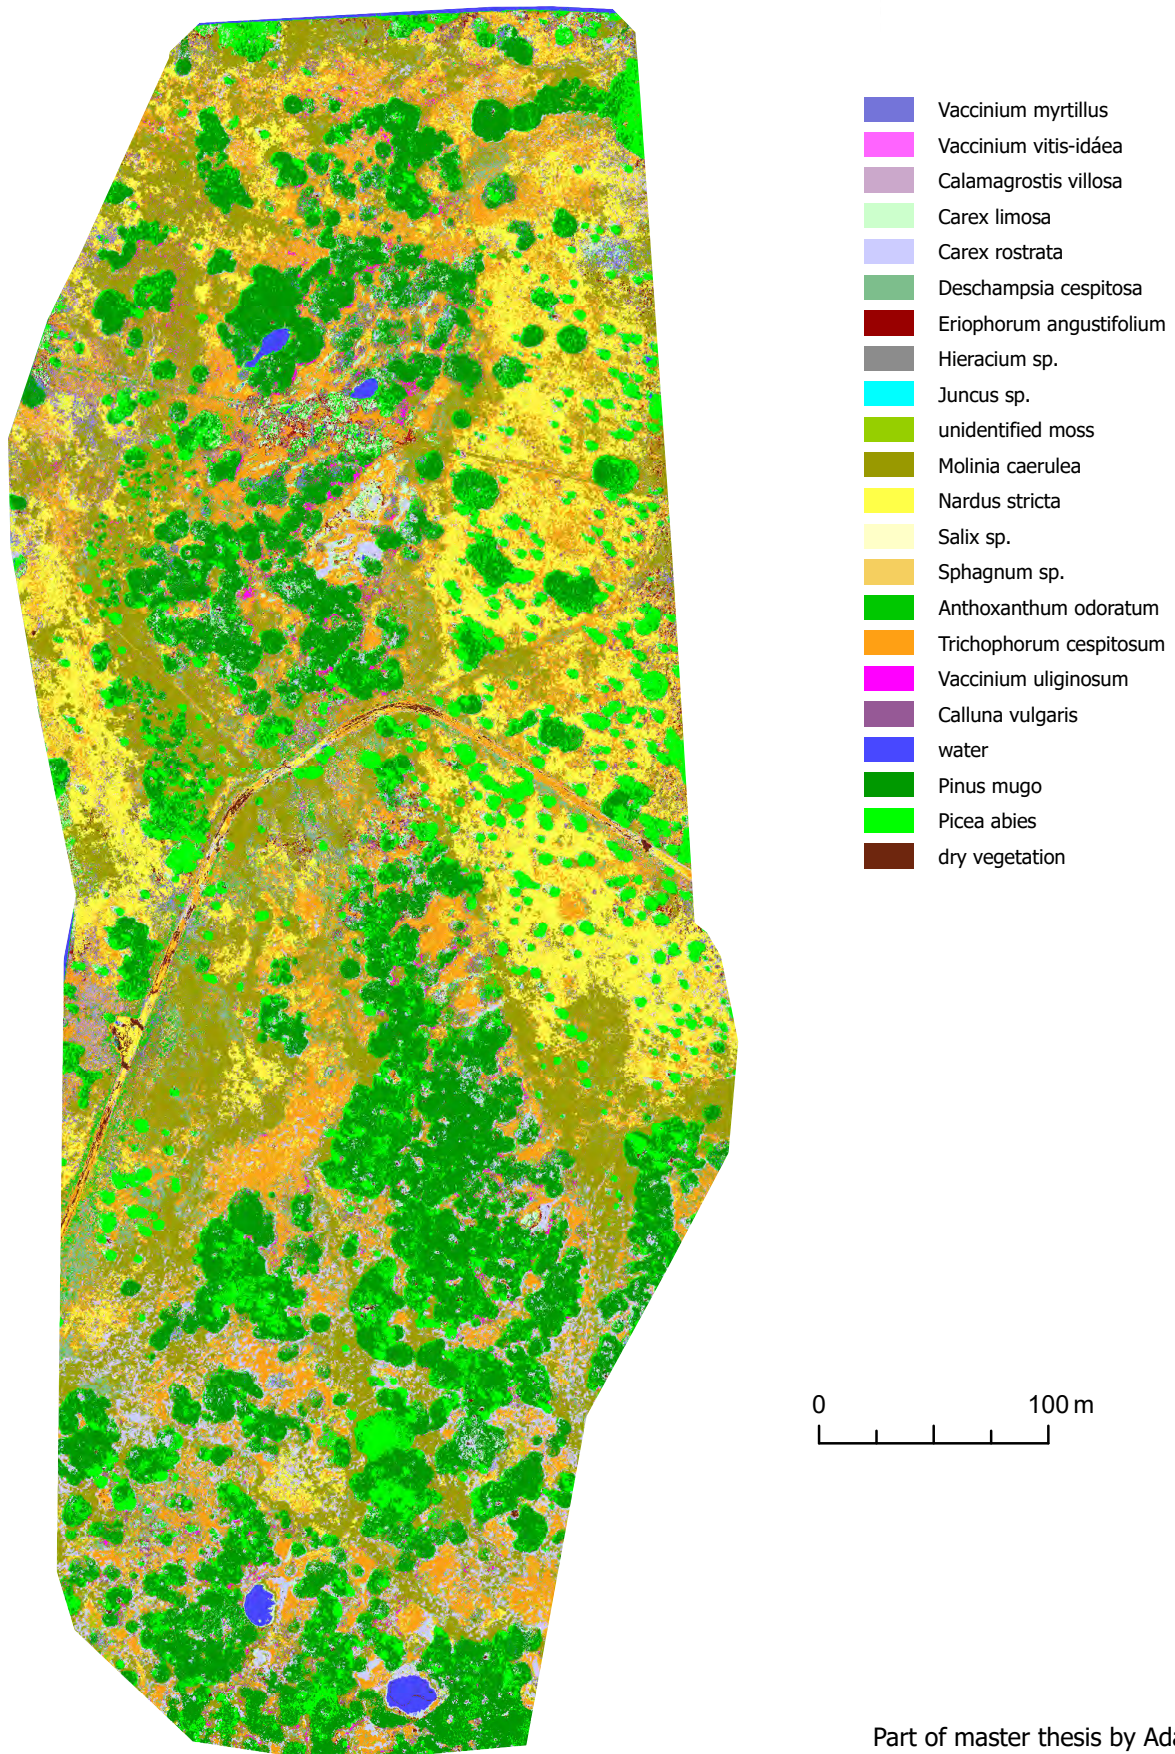 Vaccinium myrtillus
Vaccinium vitis-idáea
Calamagrostis villosa
Carex limosa
Carex rostrata
Deschampsia cespitosa
Eriophorum angustifolium
Hieracium sp.
Juncus sp.
unidentified moss
Molinia caerulea
Nardus stricta
Salix sp.
Sphagnum sp.
Anthoxanthum odoratum
Trichophorum cespitosum
Vaccinium uliginosum
Calluna vulgaris
water
Pinus mugo
Picea abies
dry vegetation
0 100 m
Part of master thesis by